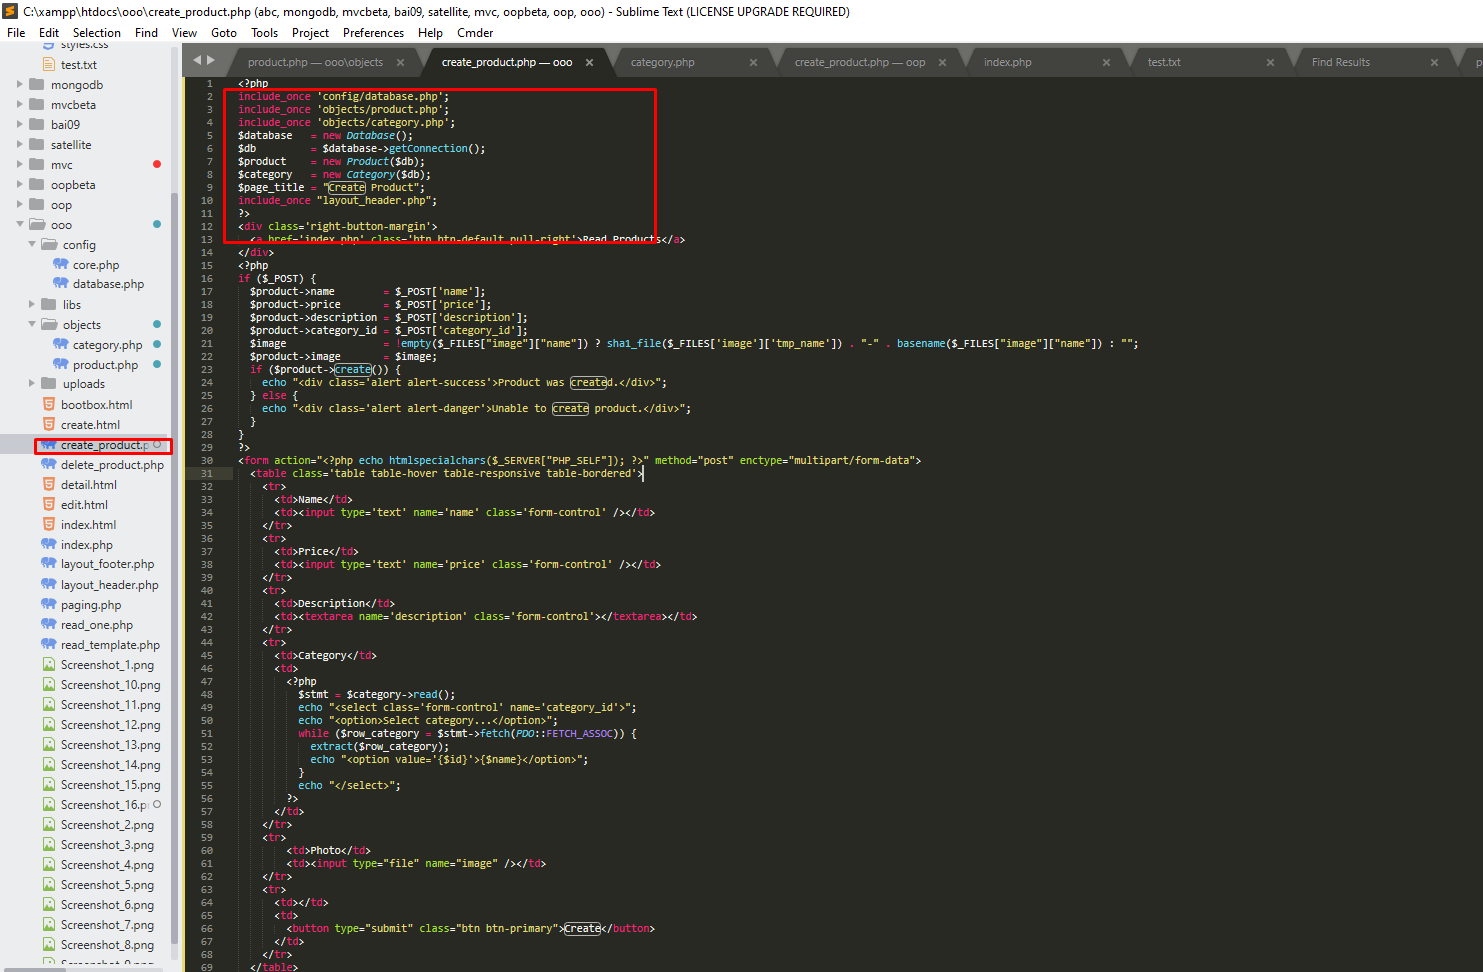 C:\xampp\htdocs\ooo\create_product.php (abc, mongodb, mvcbeta, bai09, satellite, mvc, oopbeta, oop, ooo) - Sublime Text (LICENSE UPGRADE REQUIRED)
File Edit Selection Find View Goto Tools Project Preferences Help Cmder
styles.css
test.txt
mongodb
mvcbeta
bai09
satellite
mvc
oopbeta
oop
ooo
config
core.php
database.php
libs
objects
category.php
product.php
uploads
bootbox.html
create.html
create_product.p
delete_product.php
detail.html
edit.html
index.html
index.php
layout_footer.php
layout_header.php
paging.php
read_one.php
read_template.php
Screenshot_1.png
Screenshot_10.png
Screenshot_11.png
Screenshot_12.png
Screenshot_13.png
Screenshot_14.png
Screenshot_15.png
Screenshot_16.p
Screenshot_2.png
Screenshot_3.png
Screenshot_4.png
Screenshot_5.png
Screenshot_6.png
Screenshot_7.png
Screenshot_8.png
Screenshot_9.png
product.php — ooo\objects create_product.php — ooo category.php create_product.php — oop index.php test.txt Find Results p
1 <?php
2 include_once 'config/database.php';
3 include_once 'objects/product.php';
4 include_once 'objects/category.php';
5 $database = new Database();
6 $db = $database->getConnection();
7 $product = new Product($db);
8 $category = new Category($db);
9 $page_title = "Create Product";
10 include_once "layout_header.php";
11 ?>
12 <div class='right-button-margin'>
13 <a href='index.php' class='btn btn-default pull-right'>Read Products</a>
14 </div>
15 <?php
16 if ($_POST) {
17 $product->name = $_POST['name'];
18 $product->price = $_POST['price'];
19 $product->description = $_POST['description'];
20 $product->category_id = $_POST['category_id'];
21 $image = !empty($_FILES["image"]["name"]) ? sha1_file($_FILES['image']['tmp_name']) . "-" . basename($_FILES["image"]["name"]) : "";
22 $product->image = $image;
23 if ($product->create()) {
24 echo "<div class='alert alert-success'>Product was created.</div>";
25 } else {
26 echo "<div class='alert alert-danger'>Unable to create product.</div>";
27 }
28 }
29 ?>
30 <form action="<?php echo htmlspecialchars($_SERVER["PHP_SELF"]); ?>" method="post" enctype="multipart/form-data">
31 <table class='table table-hover table-responsive table-bordered'>
32 <tr>
33 <td>Name</td>
34 <td><input type='text' name='name' class='form-control' /></td>
35 </tr>
36 <tr>
37 <td>Price</td>
38 <td><input type='text' name='price' class='form-control' /></td>
39 </tr>
40 <tr>
41 <td>Description</td>
42 <td><textarea name='description' class='form-control'></textarea></td>
43 </tr>
44 <tr>
45 <td>Category</td>
46 <td>
47 <?php
48 $stmt = $category->read();
49 echo "<select class='form-control' name='category_id'>";
50 echo "<option>Select category...</option>";
51 while ($row_category = $stmt->fetch(PDO::FETCH_ASSOC)) {
52 extract($row_category);
53 echo "<option value='{$id}'>{$name}</option>";
54 }
55 echo "</select>";
56 ?>
57 </td>
58 </tr>
59 <tr>
60 <td>Photo</td>
61 <td><input type="file" name="image" /></td>
62 </tr>
63 <tr>
64 <td></td>
65 <td>
66 <button type="submit" class="btn btn-primary">Create</button>
67 </td>
68 </tr>
69 </table>